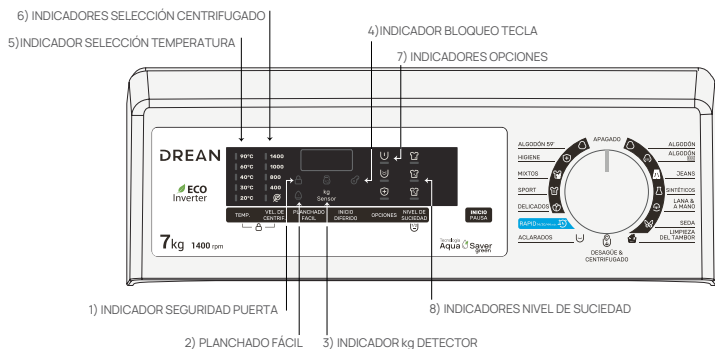 6) INDICADORES SELECCIÓN CENTRIFUGADO
5)INDICADOR SELECCIÓN TEMPERATURA
4)INDICADOR BLOQUEO TECLA
7) INDICADORES OPCIONES
DREAN
ECO
Inverter
7kg 1400 rpm
90°C 1400
60°C 1000
40°C 800
30°C 400
20°C
kg
Sensor
TEMP.
VEL. DE
CENTRIF.
PLANCHADO
FACIL
INICIO
DIFERIDO
OPCIONES
NIVEL DE
SUCIEDAD
INICIO
PAUSA
Tecnología
Aqua Saver
green
APAGADO
ALGODÓN 59'
HIGIENE
MIXTOS
SPORT
DELICADOS
RAPID
ACLARADOS
DESAGÜE &
CENTRIFUGADO
ALGODÓN
ALGODÓN
JEANS
SINTÉTICOS
LANA &
A MANO
SEDA
LIMPIEZA
DEL TAMBOR
1) INDICADOR SEGURIDAD PUERTA
8) INDICADORES NIVEL DE SUCIEDAD
2) PLANCHADO FÁCIL
3) INDICADOR kg DETECTOR